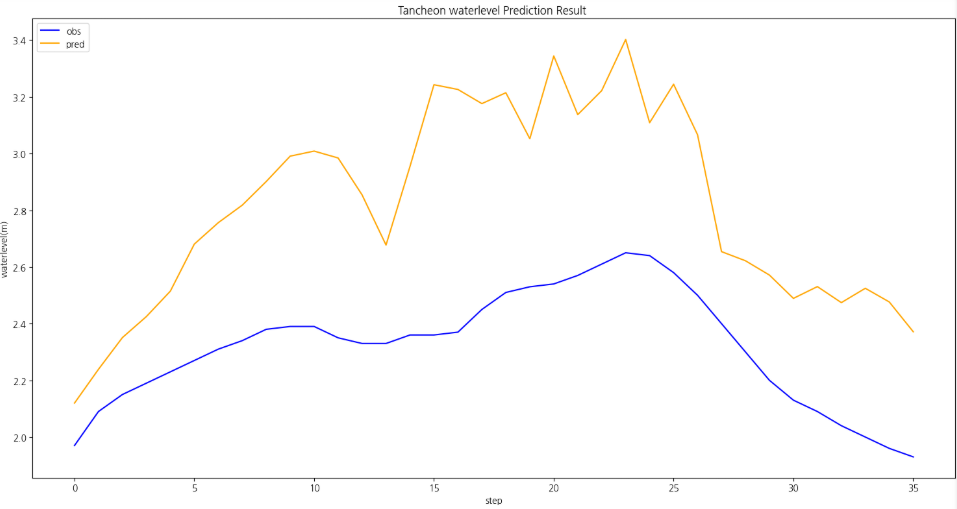 Tancheon waterlevel Prediction Result
obs
pred
3.4
3.2
3.0
2.8
2.6
2.4
2.2
2.0
waterlevel(m)
0 5 10 15 20 25 30 35
step